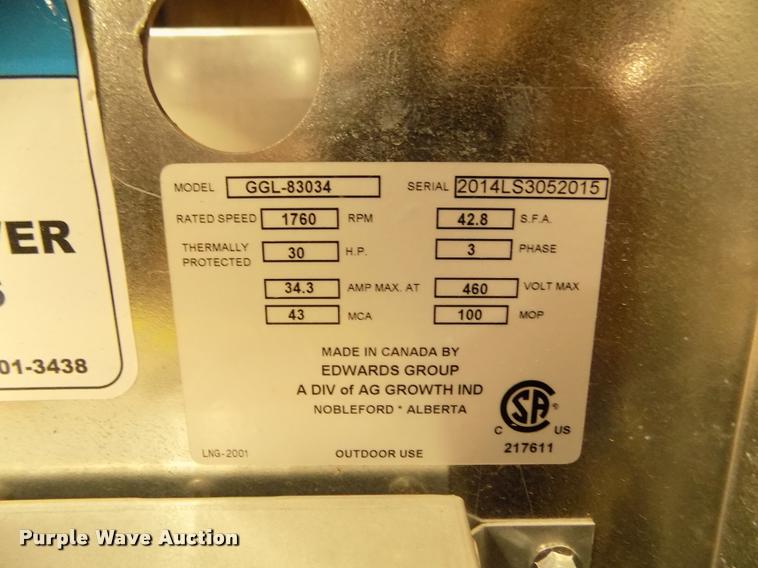 MODEL GGL-83034 SERIAL 2014LS3052015
RATED SPEED 1760 RPM 42.8 S.F.A.
THERMALLY PROTECTED 30 H.P. 3 PHASE
34.3 AMP MAX. AT 460 VOLT MAX
43 MCA 100 MOP
MADE IN CANADA BY
EDWARDS GROUP
A DIV of AG GROWTH IND
NOBLEFORD * ALBERTA
CSA ®
C US
217611
LNG-2001 OUTDOOR USE
VER
S
01-3438
Purple Wave Auction